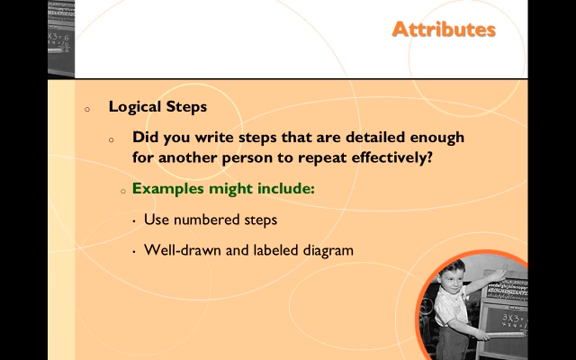 Attributes
Logical Steps
Did you write steps that are detailed enough
for another person to repeat effectively?
Examples might include:
Use numbered steps
Well-drawn and labeled diagram